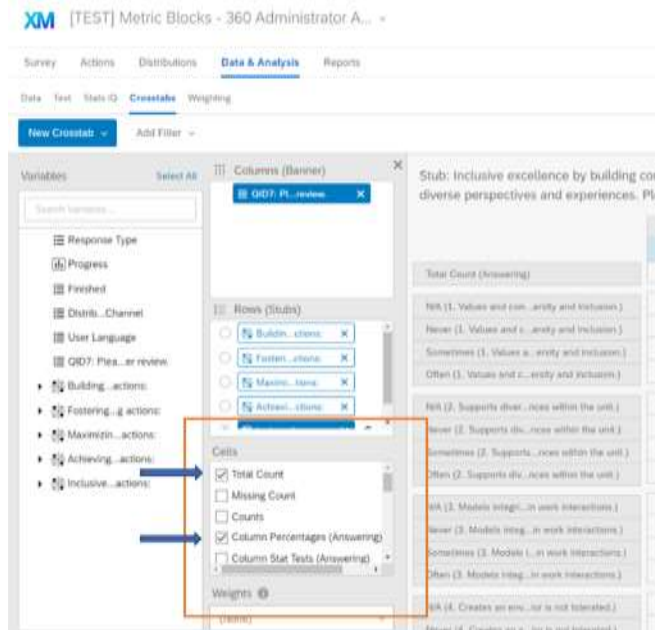 XM [TEST] Metric Blocks - 360 Administrator A...
Survey Actions Distributions Data & Analysis Reports
Data Text Stats iQ Crosstabs Weighting
New Crosstab Add Filter
Variables Select All
Search Variables ...
Response Type
Progress
Finished
Distrib...Channel
User Language
QID7: Plea...er review.
Building...actions:
Fostering...g actions:
Maximizin...actions:
Achieving...actions:
Inclusive...actions:
Columns (Banner)
QID7: Pl...review. X
Rows (Stubs)
Buildin...ctions: X
Fosteri...ctions: X
Maximi...tions: X
Achievi...ctions: X
Cells
Total Count
Missing Count
Counts
Column Percentages (Answering)
Column Stat Tests (Answering)
Weights
(None)
Stub: Inclusive excellence by building
diverse perspectives and experiences.
Total Count (Answering)
N/A (1. Values and com...ersity and inclusion.)
Never (1. Values and c...ersity and inclusion.)
Sometimes (1. Values a...ersity and inclusion.)
Often (1. Values and c...ersity and inclusion.)
N/A (2. Supports diver...nces within the unit.)
Never (2. Supports div...nces within the unit.)
Sometimes (2. Supports...nces within the unit.)
Often (2. Supports div...nces within the unit.)
N/A (3. Models integri...in work interactions.)
Never (3. Models integ...in work interactions.)
Sometimes (3. Models i...in work interactions.)
Often (3. Models integ...in work interactions.)
N/A (4. Creates an env...ior is not tolerated.)